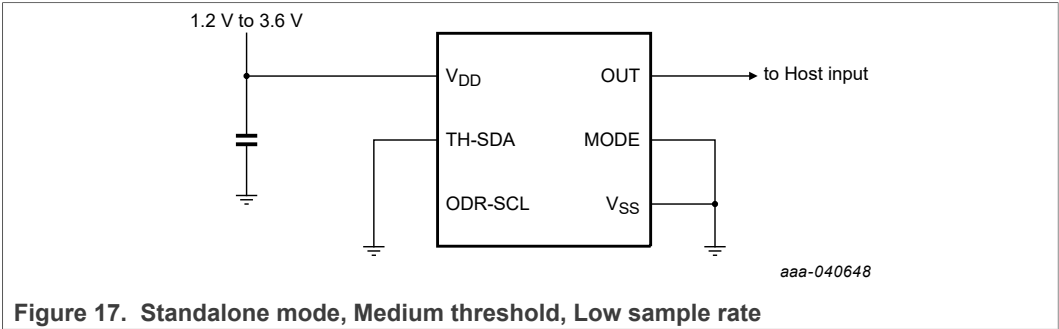 1.2 V to 3.6 V
VDD
OUT
to Host input
TH-SDA
MODE
ODR-SCL
VSS
aaa-040648
Figure 17. Standalone mode, Medium threshold, Low sample rate